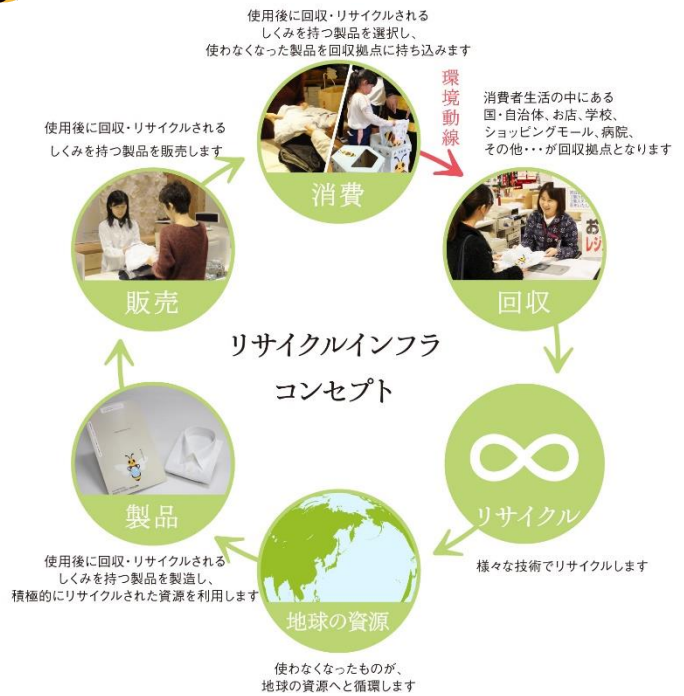 使用後に回収・リサイクルされる
しくみを持つ製品を選択し、
使わなくなった製品を回収拠点に持ち込みます
消費
環境動線
消費者生活の中にある
国・自治体、お店、学校、
ショッピングモール、病院、
その他・・・が回収拠点となります
回収
リサイクル
様々な技術でリサイクルします
地球の資源
使わなくなったものが、
地球の資源へと循環します
製品
使用後に回収・リサイクルされる
しくみを持つ製品を製造し、
積極的にリサイクルされた資源を利用します
使用後に回収・リサイクルされる
しくみを持つ製品を販売します
販売
リサイクルインフラ
コンセプト